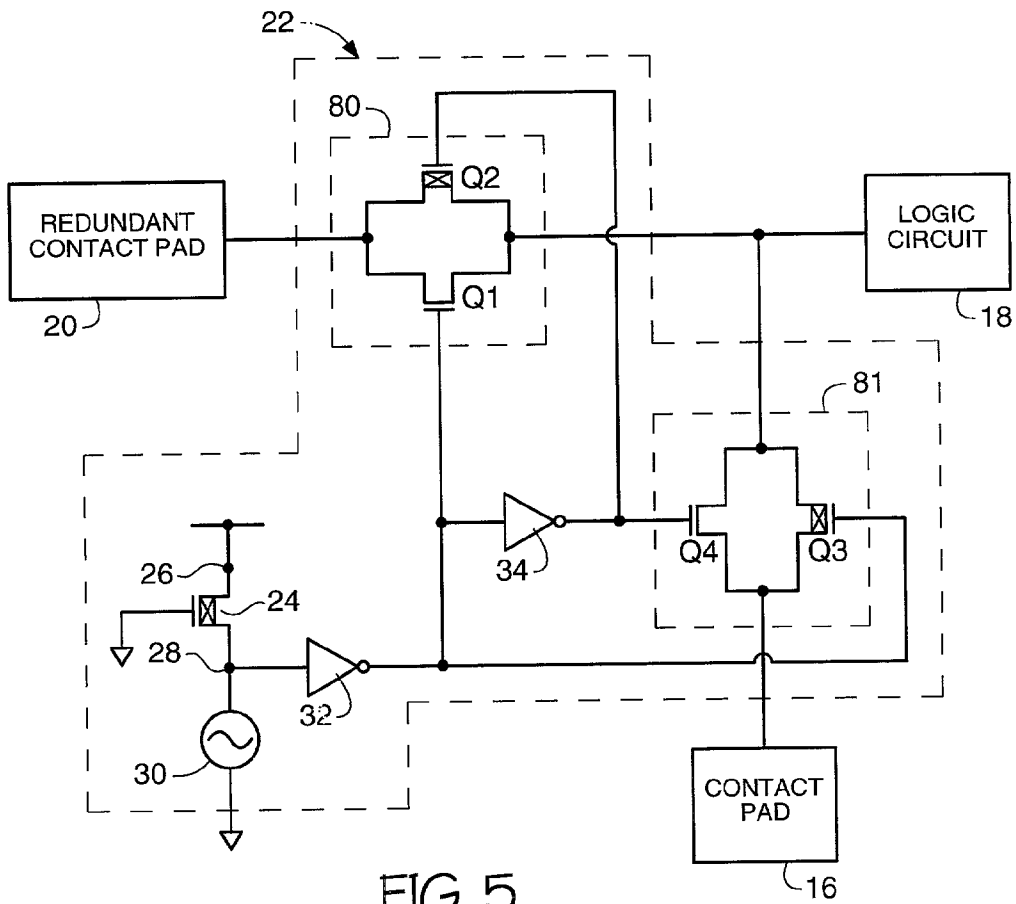 22
80
Q2
REDUNDANT
CONTACT PAD
LOGIC
CIRCUIT
Q1
20
18
81
26
24
34
Q4
Q3
28
32
30
CONTACT
PAD
16
FIG. 5